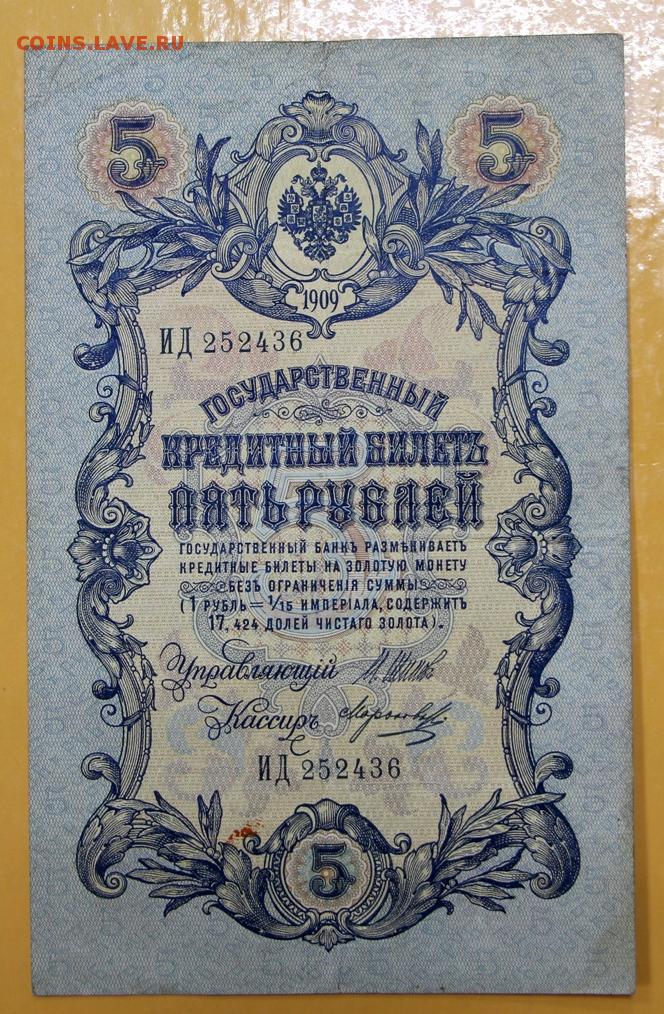 COINS.LAVE.RU
5 5
1909
ИД 252436
ГОСУДАРСТВЕННЫЙ
КРЕДИТНЫЙ БИЛЕТЪ
ПЯТЬ РУБЛЕЙ
ГОСУДАРСТВЕННЫЙ БАНКЪ РАЗМѢНИВАЕТЪ
КРЕДИТНЫЕ БИЛЕТЫ НА ЗОЛОТУЮ МОНЕТУ
БЕЗЪ ОГРАНИЧЕНІЯ СУММЫ
(1 РУБЛЬ = 1/15 ИМПЕРІАЛА, СОДЕРЖИТЪ
17,424 ДОЛЕЙ ЧИСТАГО ЗОЛОТА).
Управляющій
Кассиръ
ИД 252436
5